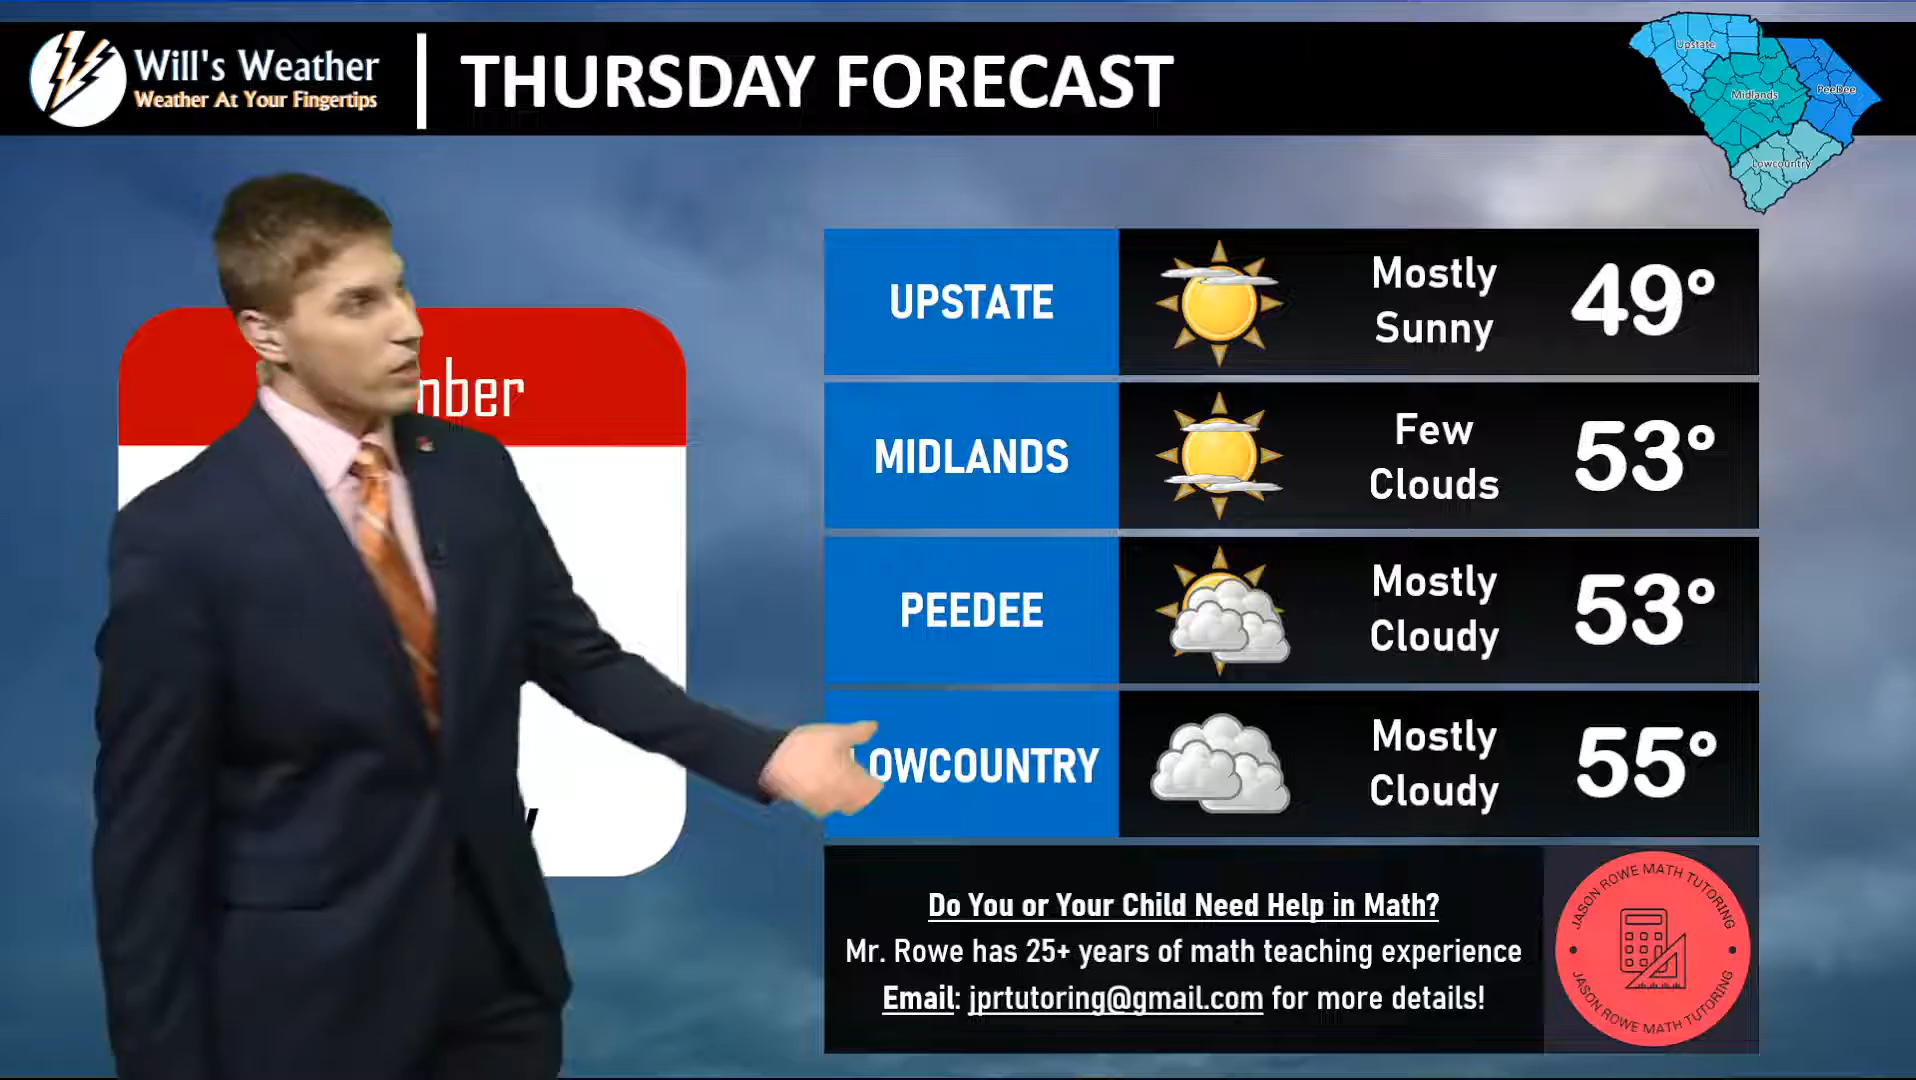 Will's Weather
Weather At Your Fingertips
THURSDAY FORECAST
Upstate
Midlands
PeeDee
Lowcountry
UPSTATE
Mostly
Sunny
49°
MIDLANDS
Few
Clouds
53°
PEEDEE
Mostly
Cloudy
53°
LOWCOUNTRY
Mostly
Cloudy
55°
Do You or Your Child Need Help in Math?
Mr. Rowe has 25+ years of math teaching experience
Email: jprtutoring@gmail.com for more details!
JASON ROWE MATH TUTORING
JASON ROWE MATH TUTORING